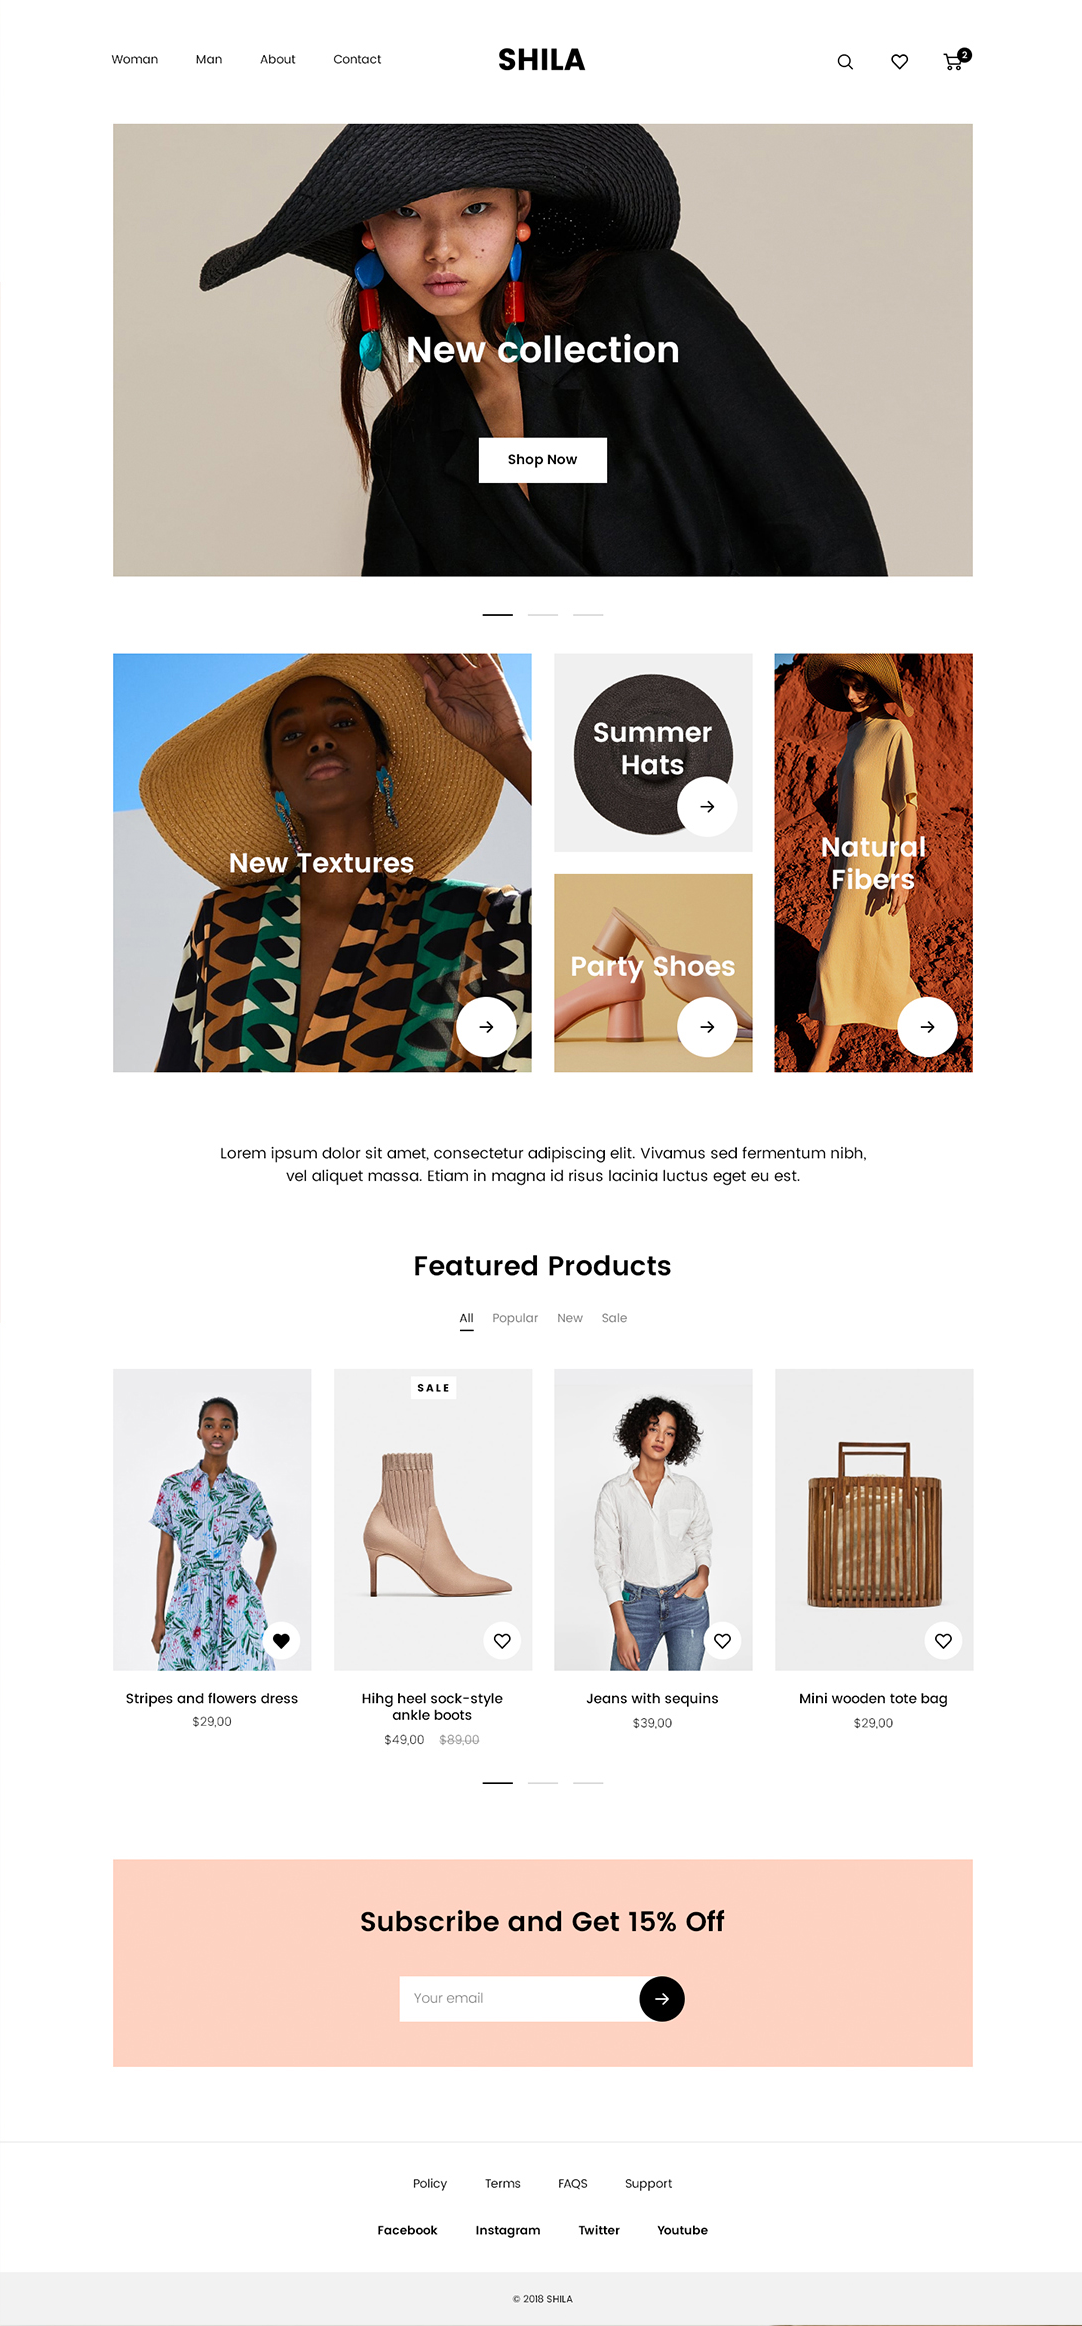 Woman Man About Contact SHILA 2
New collection
Shop Now
New Textures
Summer
Hats
Party Shoes
Natural
Fibers
Lorem ipsum dolor sit amet, consectetur adipiscing elit. Vivamus sed fermentum nibh,
vel aliquet massa. Etiam in magna id risus lacinia luctus eget eu est.
Featured Products
All Popular New Sale
SALE
Stripes and flowers dress
$29,00
Hihg heel sock-style
ankle boots
$49,00 $89,00
Jeans with sequins
$39,00
Mini wooden tote bag
$29,00
Subscribe and Get 15% Off
Your email
Policy Terms FAQS Support
Facebook Instagram Twitter Youtube
© 2018 SHILA